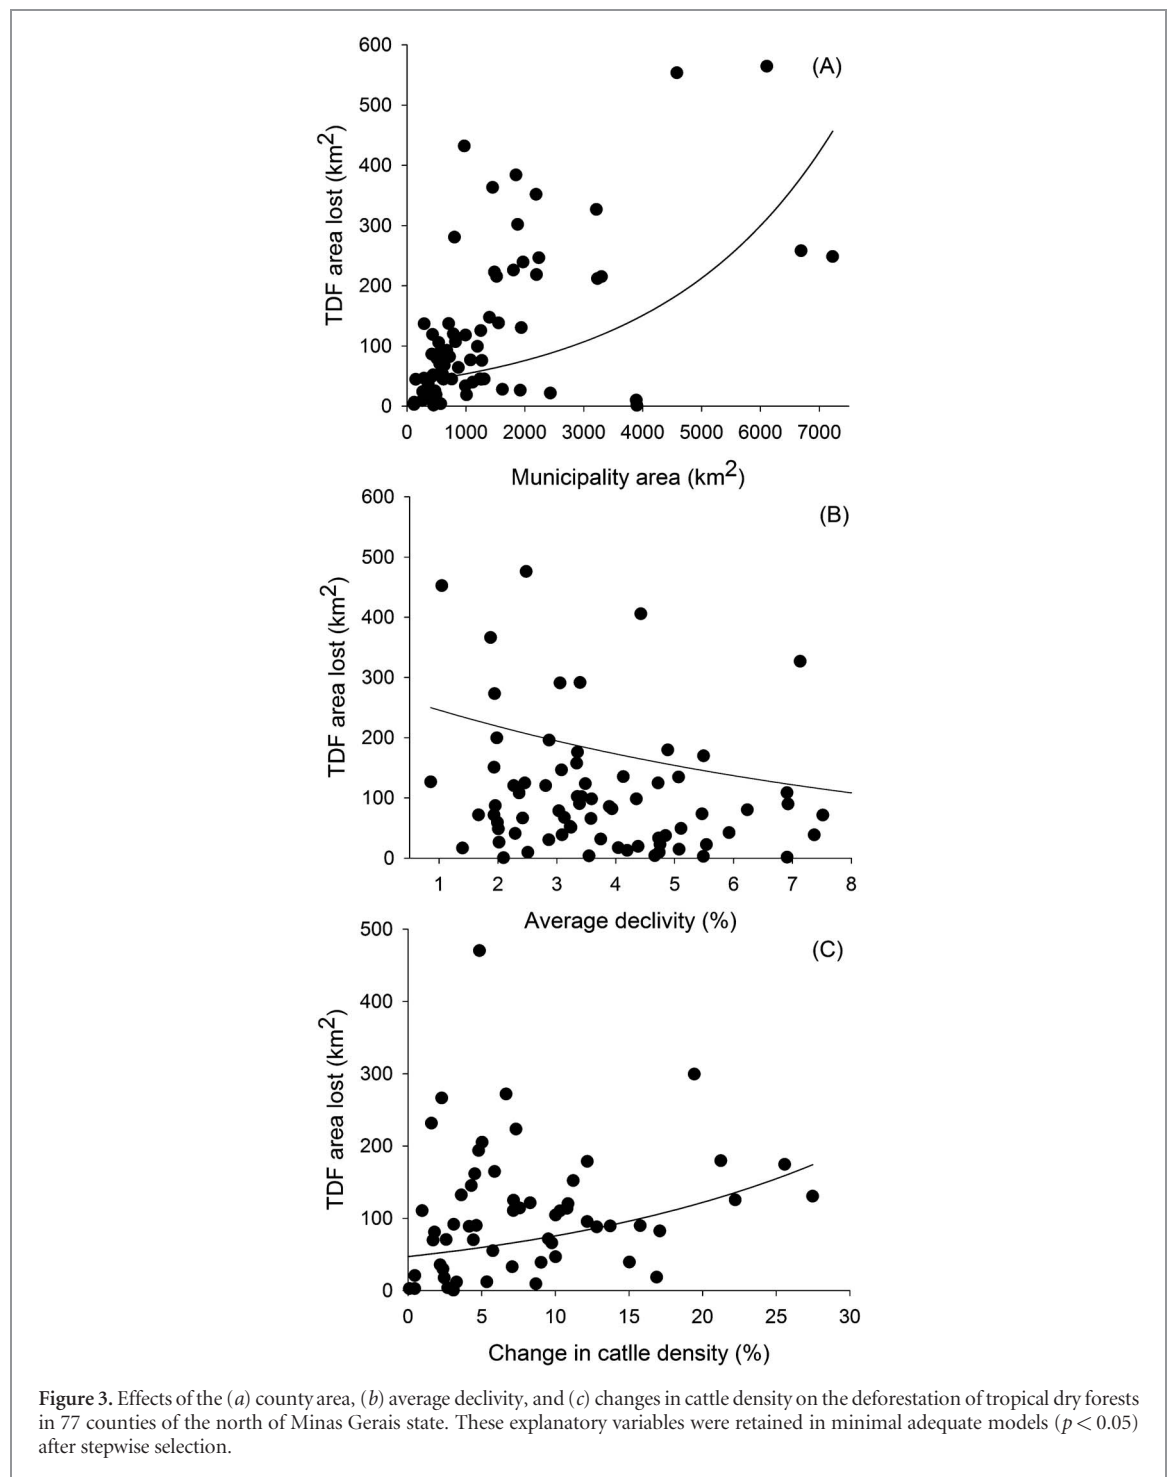 600
(A)
500
400
300
200
100
0
TDF area lost (km2)
0 1000 2000 3000 4000 5000 6000 7000
Municipality area (km2)
600
(B)
500
400
300
200
100
0
TDF area lost (km2)
1 2 3 4 5 6 7 8
Average declivity (%)
500
(C)
400
300
200
100
0
TDF area lost (km2)
0 5 10 15 20 25 30
Change in catlle density (%)
Figure 3. Effects of the (a) county area, (b) average declivity, and (c) changes in cattle density on the deforestation of tropical dry forests
in 77 counties of the north of Minas Gerais state. These explanatory variables were retained in minimal adequate models (p < 0.05)
after stepwise selection.